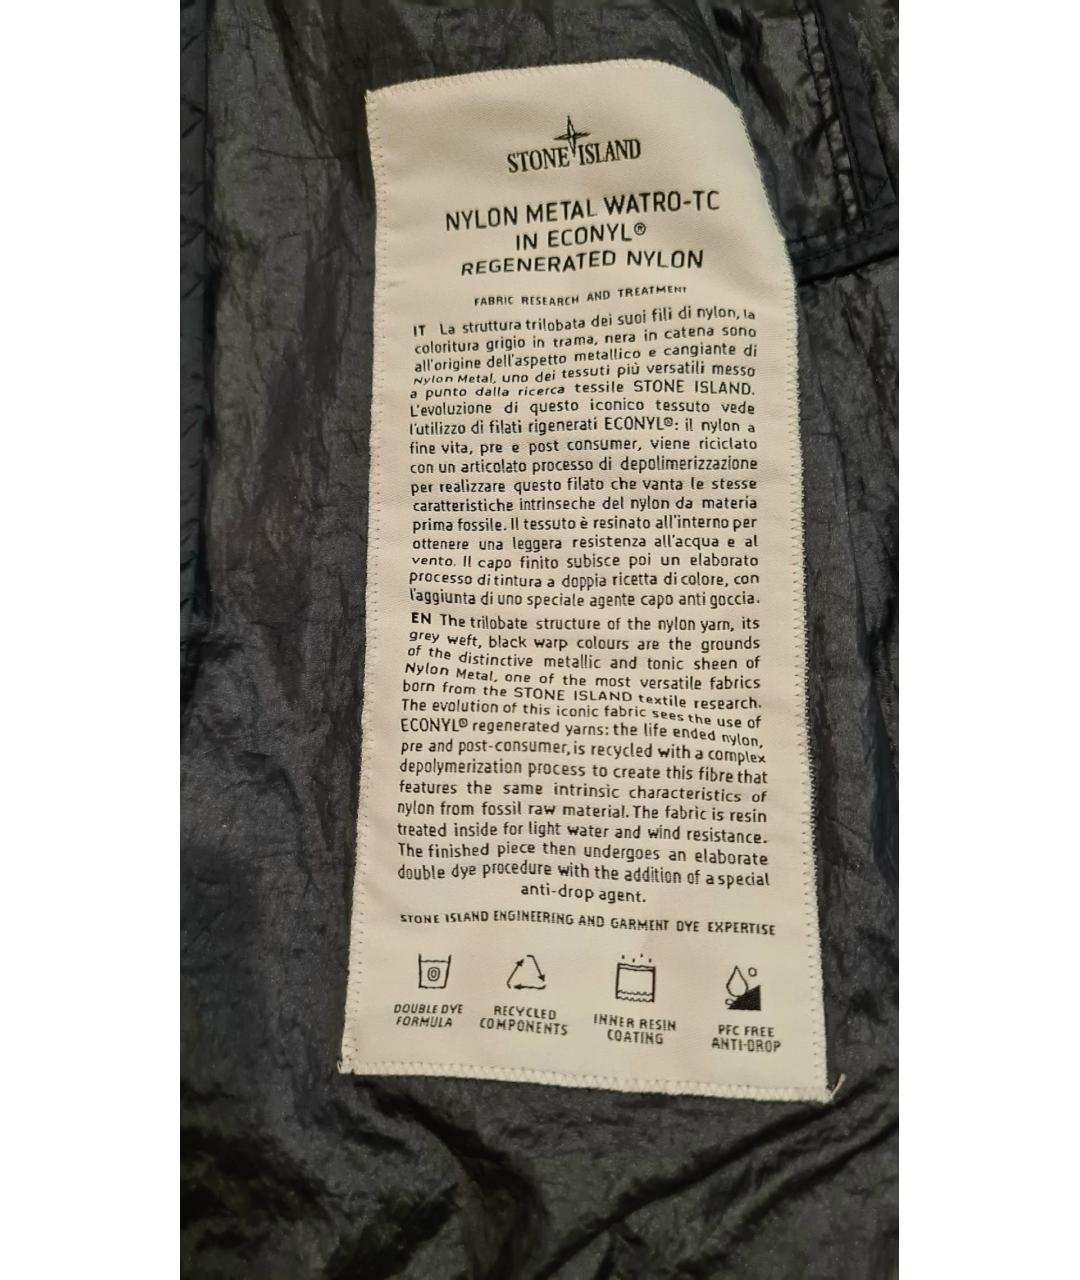 STONE ISLAND
NYLON METAL WATRO-TC
IN ECONYL®
REGENERATED NYLON
FABRIC RESEARCH AND TREATMENT
IT La struttura trilobata dei suoi fili di nylon, la
coloritura grigio in trama, nera in catena sono
all'origine dell'aspetto metallico e cangiante di
Nylon Metal, uno dei tessuti più versatili messo
a punto dalla ricerca tessile STONE ISLAND.
L'evoluzione di questo iconico tessuto vede
l'utilizzo di filati rigenerati ECONYL®: il nylon a
fine vita, pre e post consumer, viene riciclato
con un articolato processo di depolimerizzazione
per realizzare questo filato che vanta le stesse
caratteristiche intrinseche del nylon da materia
prima fossile. Il tessuto è resinato all'interno per
ottenere una leggera resistenza all'acqua e al
vento. Il capo finito subisce poi un elaborato
processo di tintura a doppia ricetta di colore, con
l'aggiunta di uno speciale agente capo anti goccia.
EN The trilobate structure of the nylon yarn, its
grey weft, black warp colours are the grounds
of the distinctive metallic and tonic sheen of
Nylon Metal, one of the most versatile fabrics
born from the STONE ISLAND textile research.
The evolution of this iconic fabric sees the use of
ECONYL® regenerated yarns: the life ended nylon,
pre and post-consumer, is recycled with a complex
depolymerization process to create this fibre that
features the same intrinsic characteristics of
nylon from fossil raw material. The fabric is resin
treated inside for light water and wind resistance.
The finished piece then undergoes an elaborate
double dye procedure with the addition of a special
anti-drop agent.
STONE ISLAND ENGINEERING AND GARMENT DYE EXPERTISE
DOUBLE DYE
FORMULA
RECYCLED
COMPONENTS
INNER RESIN
COATING
PFC FREE
ANTI-DROP